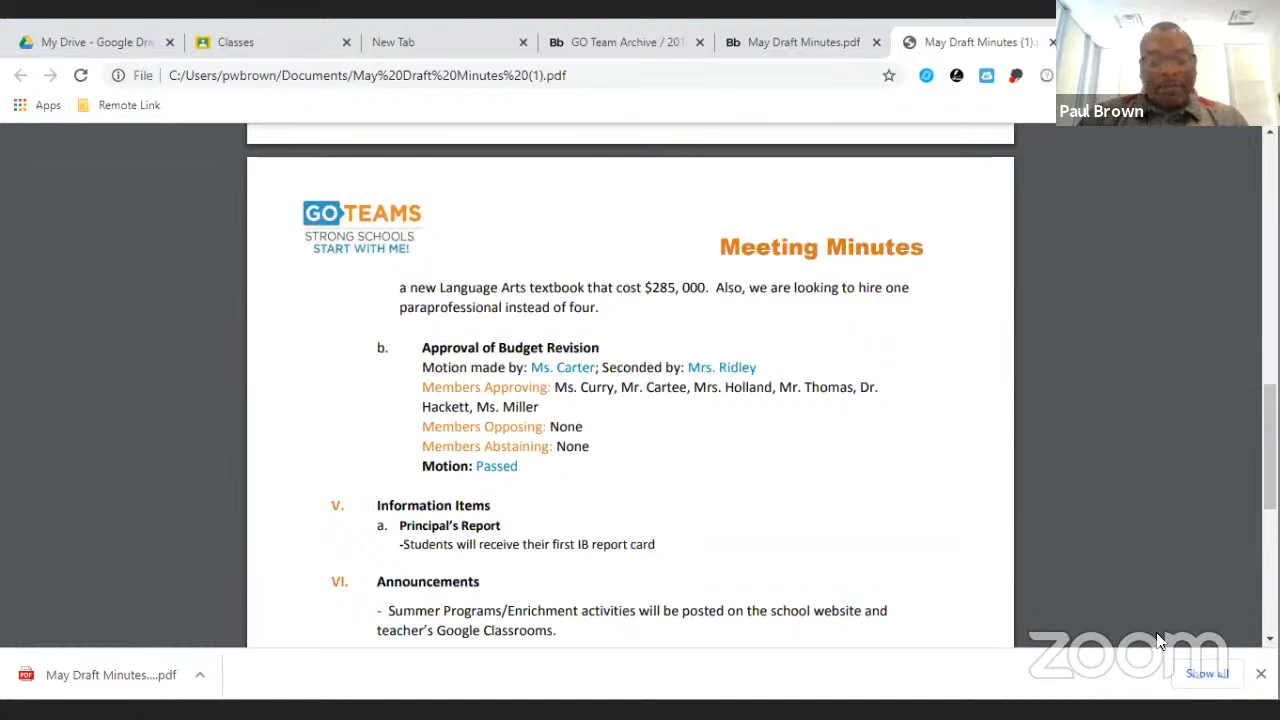 My Drive - Google Dri
Classes
New Tab
Bb GO Team Archive / 201
Bb May Draft Minutes.pdf
May Draft Minutes (1).p
File C:/Users/pwbrown/Documents/May%20Draft%20Minutes%20(1).pdf
Apps Remote Link
Paul Brown
GO TEAMS
STRONG SCHOOLS
START WITH ME!
Meeting Minutes
a new Language Arts textbook that cost $285, 000. Also, we are looking to hire one
paraprofessional instead of four.
b. Approval of Budget Revision
Motion made by: Ms. Carter; Seconded by: Mrs. Ridley
Members Approving: Ms. Curry, Mr. Cartee, Mrs. Holland, Mr. Thomas, Dr.
Hackett, Ms. Miller
Members Opposing: None
Members Abstaining: None
Motion: Passed
V. Information Items
a. Principal's Report
-Students will receive their first IB report card
VI. Announcements
- Summer Programs/Enrichment activities will be posted on the school website and
teacher's Google Classrooms.
zoom
PDF May Draft Minutes....pdf
Show all